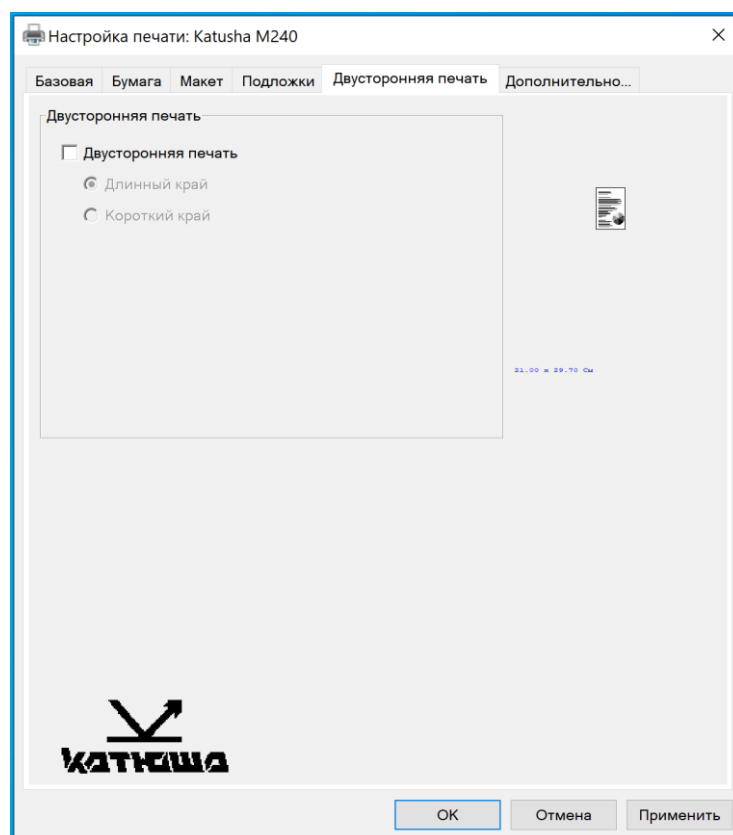 Настройка печати: Katusha M240
Базовая Бумага Макет Подложки Двусторонняя печать Дополнительно...
Двусторонняя печать
Двусторонняя печать
Длинный край
Короткий край
21.00 x 29.70 См
катюша
ОК Отмена Применить